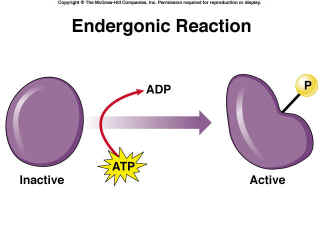 Copyright © The McGraw-Hill Companies, Inc. Permission required for reproduction or display.
Endergonic Reaction
ADP
P
ATP
Inactive
Active